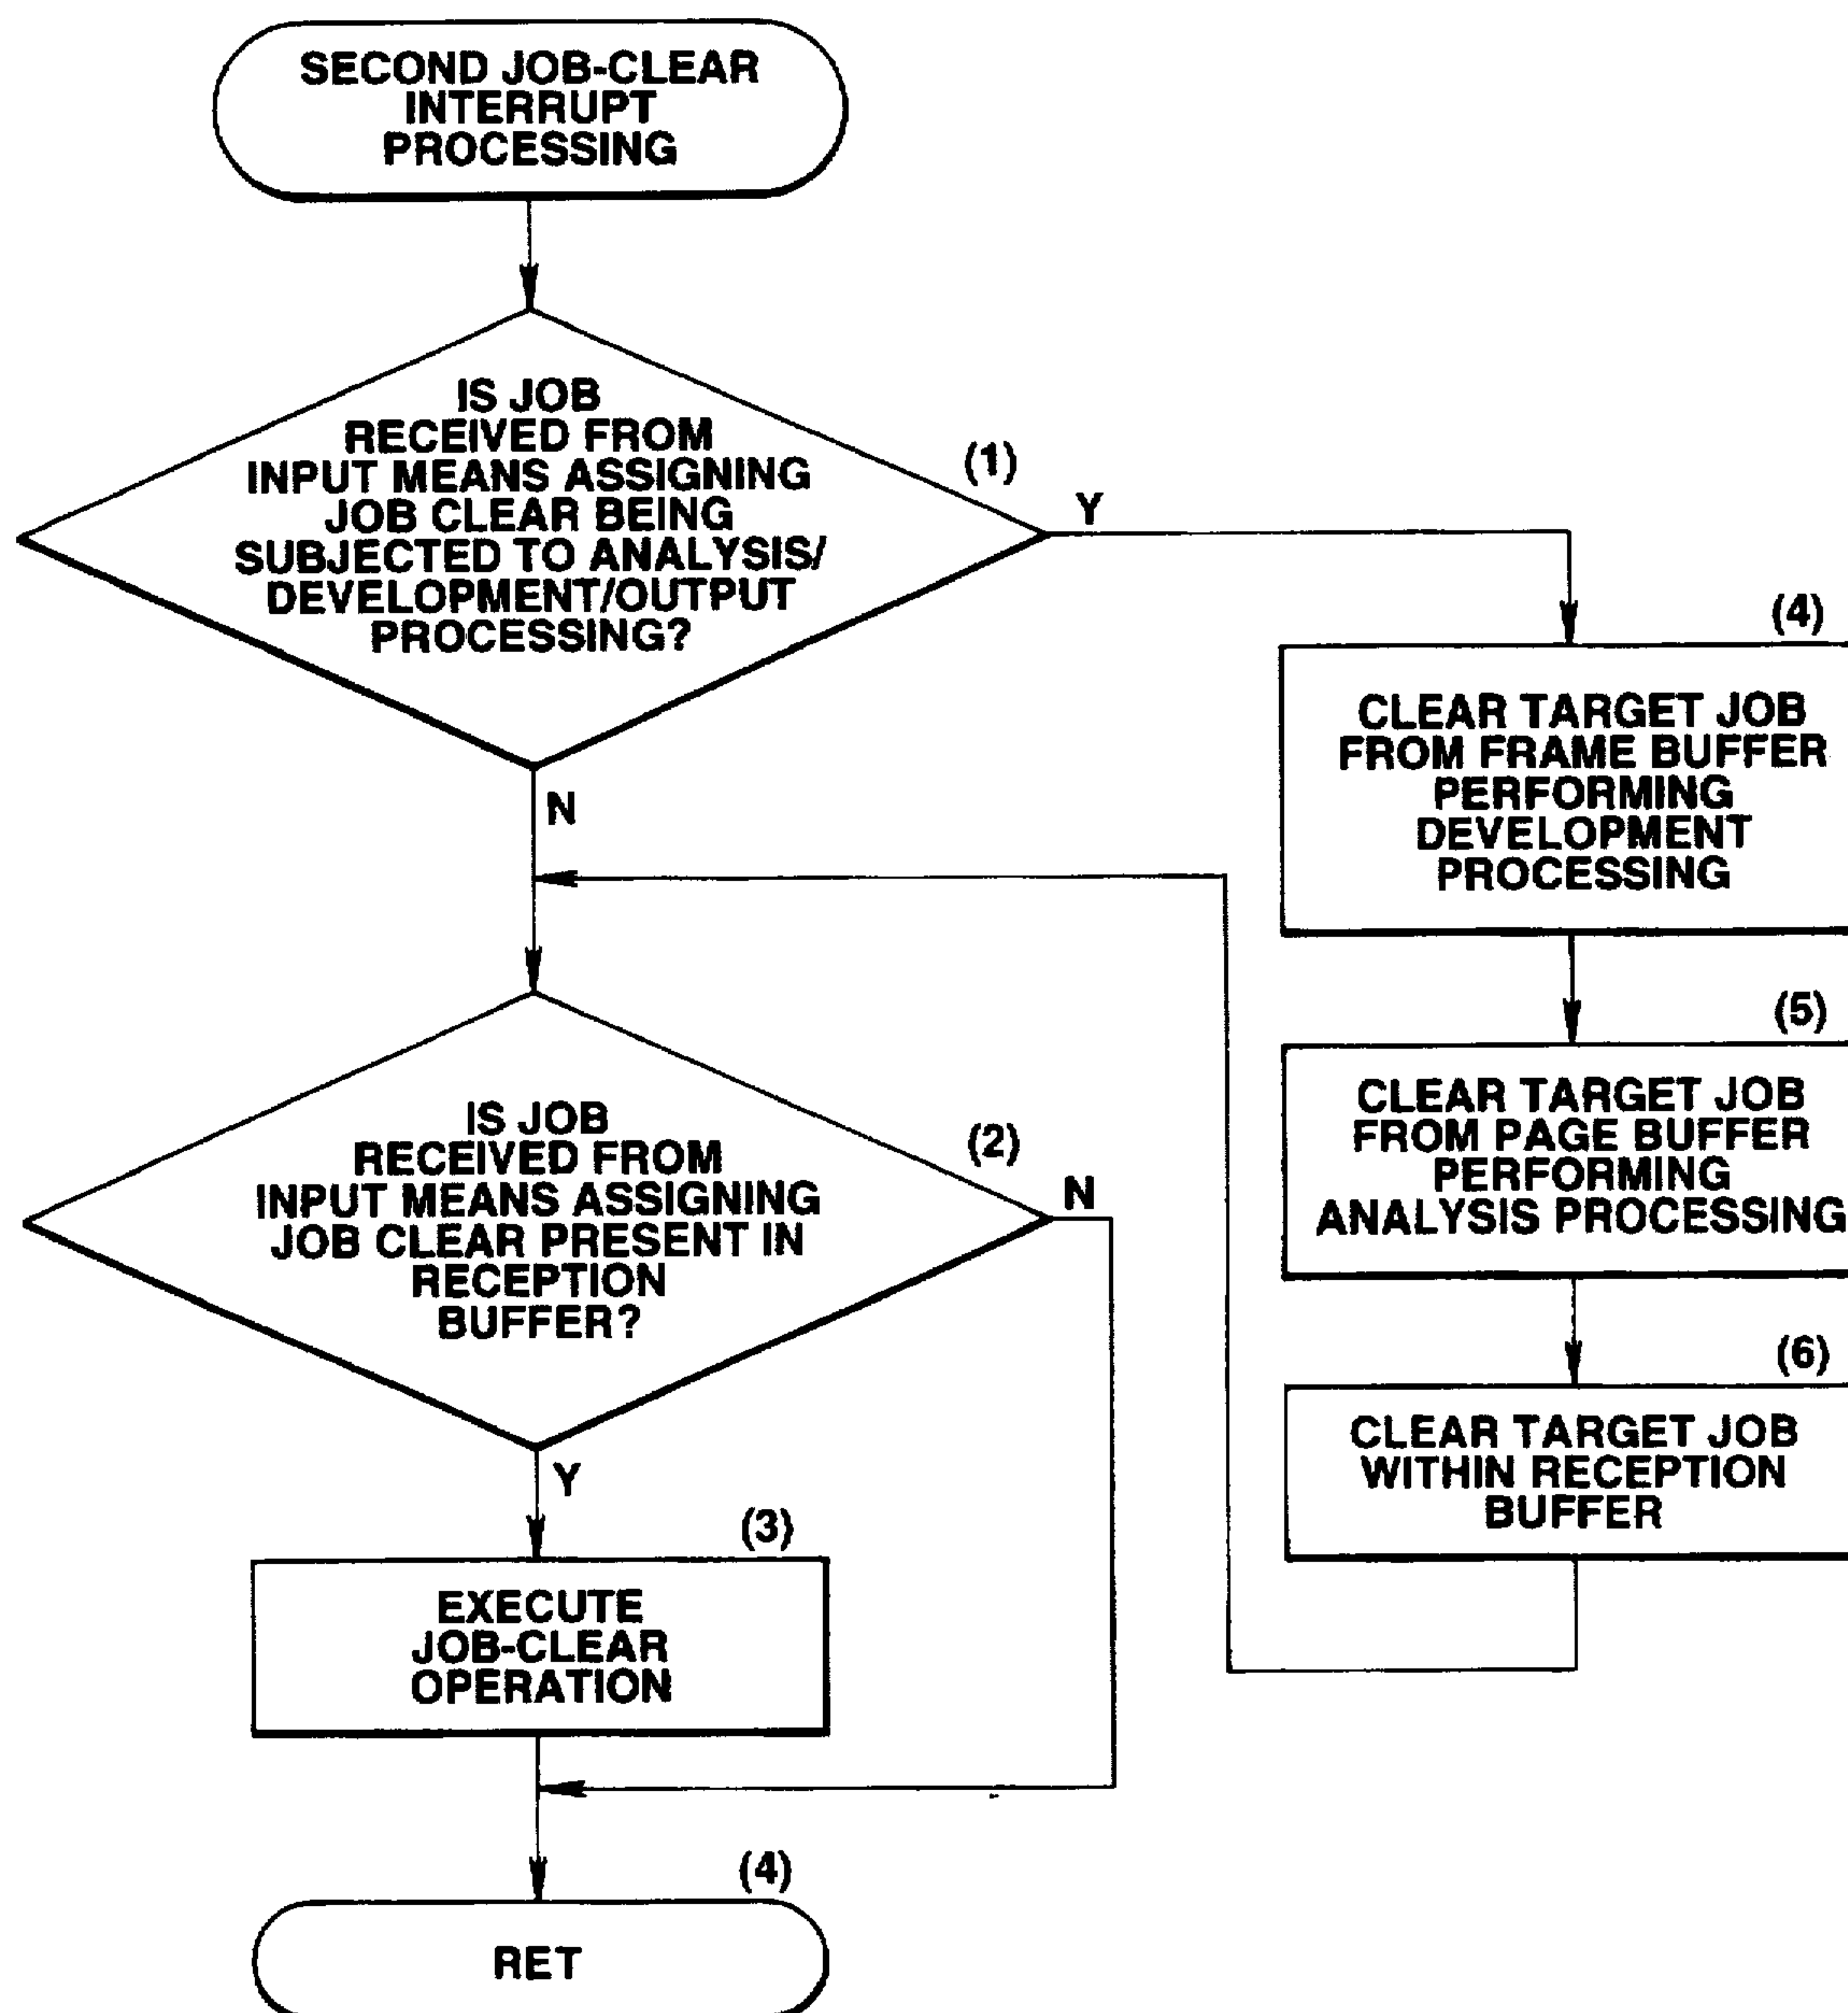 SECOND JOB-CLEAR
INTERRUPT
PROCESSING
IS JOB
RECEIVED FROM
INPUT MEANS ASSIGNING
JOB CLEAR BEING
SUBJECTED TO ANALYSIS/
DEVELOPMENT/OUTPUT
PROCESSING?
(1)
Y
N
(4)
CLEAR TARGET JOB
FROM FRAME BUFFER
PERFORMING
DEVELOPMENT
PROCESSING
(5)
CLEAR TARGET JOB
FROM PAGE BUFFER
PERFORMING
ANALYSIS PROCESSING
(6)
CLEAR TARGET JOB
WITHIN RECEPTION
BUFFER
IS JOB
RECEIVED FROM
INPUT MEANS ASSIGNING
JOB CLEAR PRESENT IN
RECEPTION
BUFFER?
(2)
N
Y
(3)
EXECUTE
JOB-CLEAR
OPERATION
(4)
RET